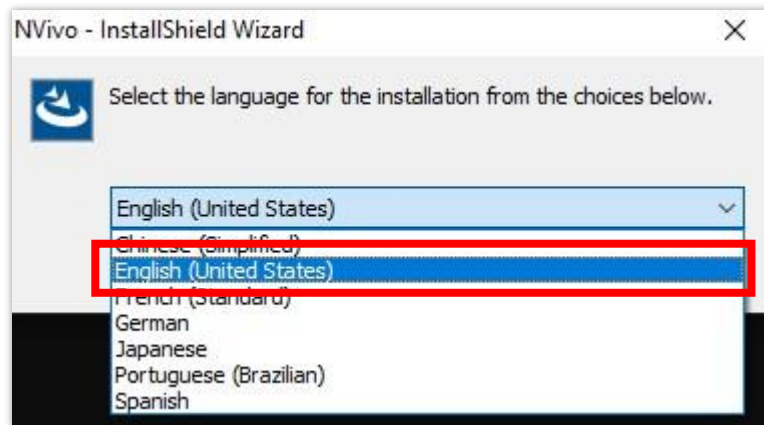 NVivo - InstallShield Wizard
Select the language for the installation from the choices below.
English (United States)
Chinese (Simplified)
English (United States)
French (Standard)
German
Japanese
Portuguese (Brazilian)
Spanish